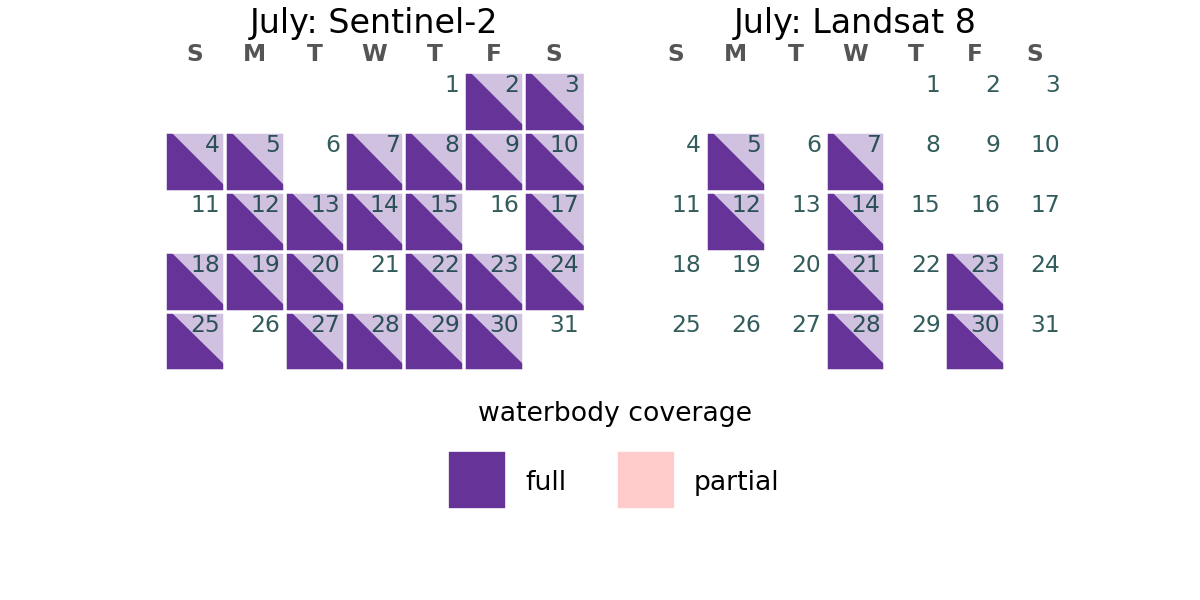 July: Sentinel-2
S M T W T F S
1 2 3
4 5 6 7 8 9 10
11 12 13 14 15 16 17
18 19 20 21 22 23 24
25 26 27 28 29 30 31
July: Landsat 8
S M T W T F S
1 2 3
4 5 6 7 8 9 10
11 12 13 14 15 16 17
18 19 20 21 22 23 24
25 26 27 28 29 30 31
waterbody coverage
full partial